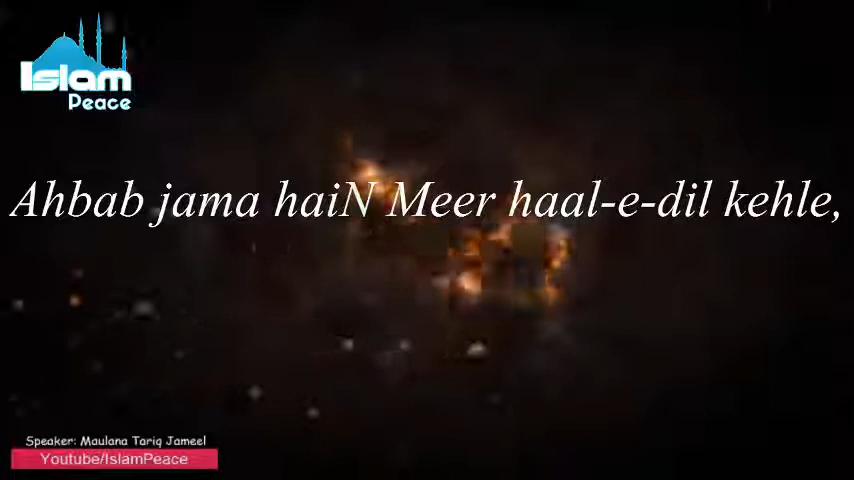 Islam
Peace
Ahbab jama haiN Meer haal-e-dil kehle,
Speaker: Maulana Tariq Jameel
Youtube/IslamPeace